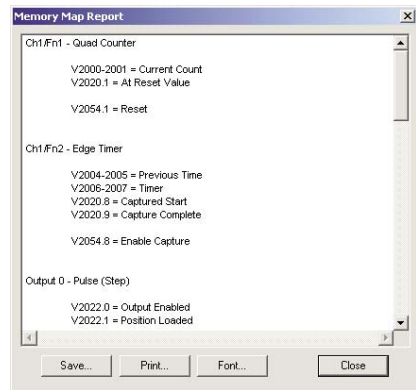 Memory Map Report
Ch1/Fn1 - Quad Counter
V2000-2001 = Current Count
V2020.1 = At Reset Value
V2054.1 = Reset
Ch1/Fn2 - Edge Timer
V2004-2005 = Previous Time
V2006-2007 = Timer
V2020.8 = Captured Start
V2020.9 = Capture Complete
V2054.8 = Enable Capture
Output 0 - Pulse (Step)
V2022.0 = Output Enabled
V2022.1 = Position Loaded
Save... Print... Font... Close